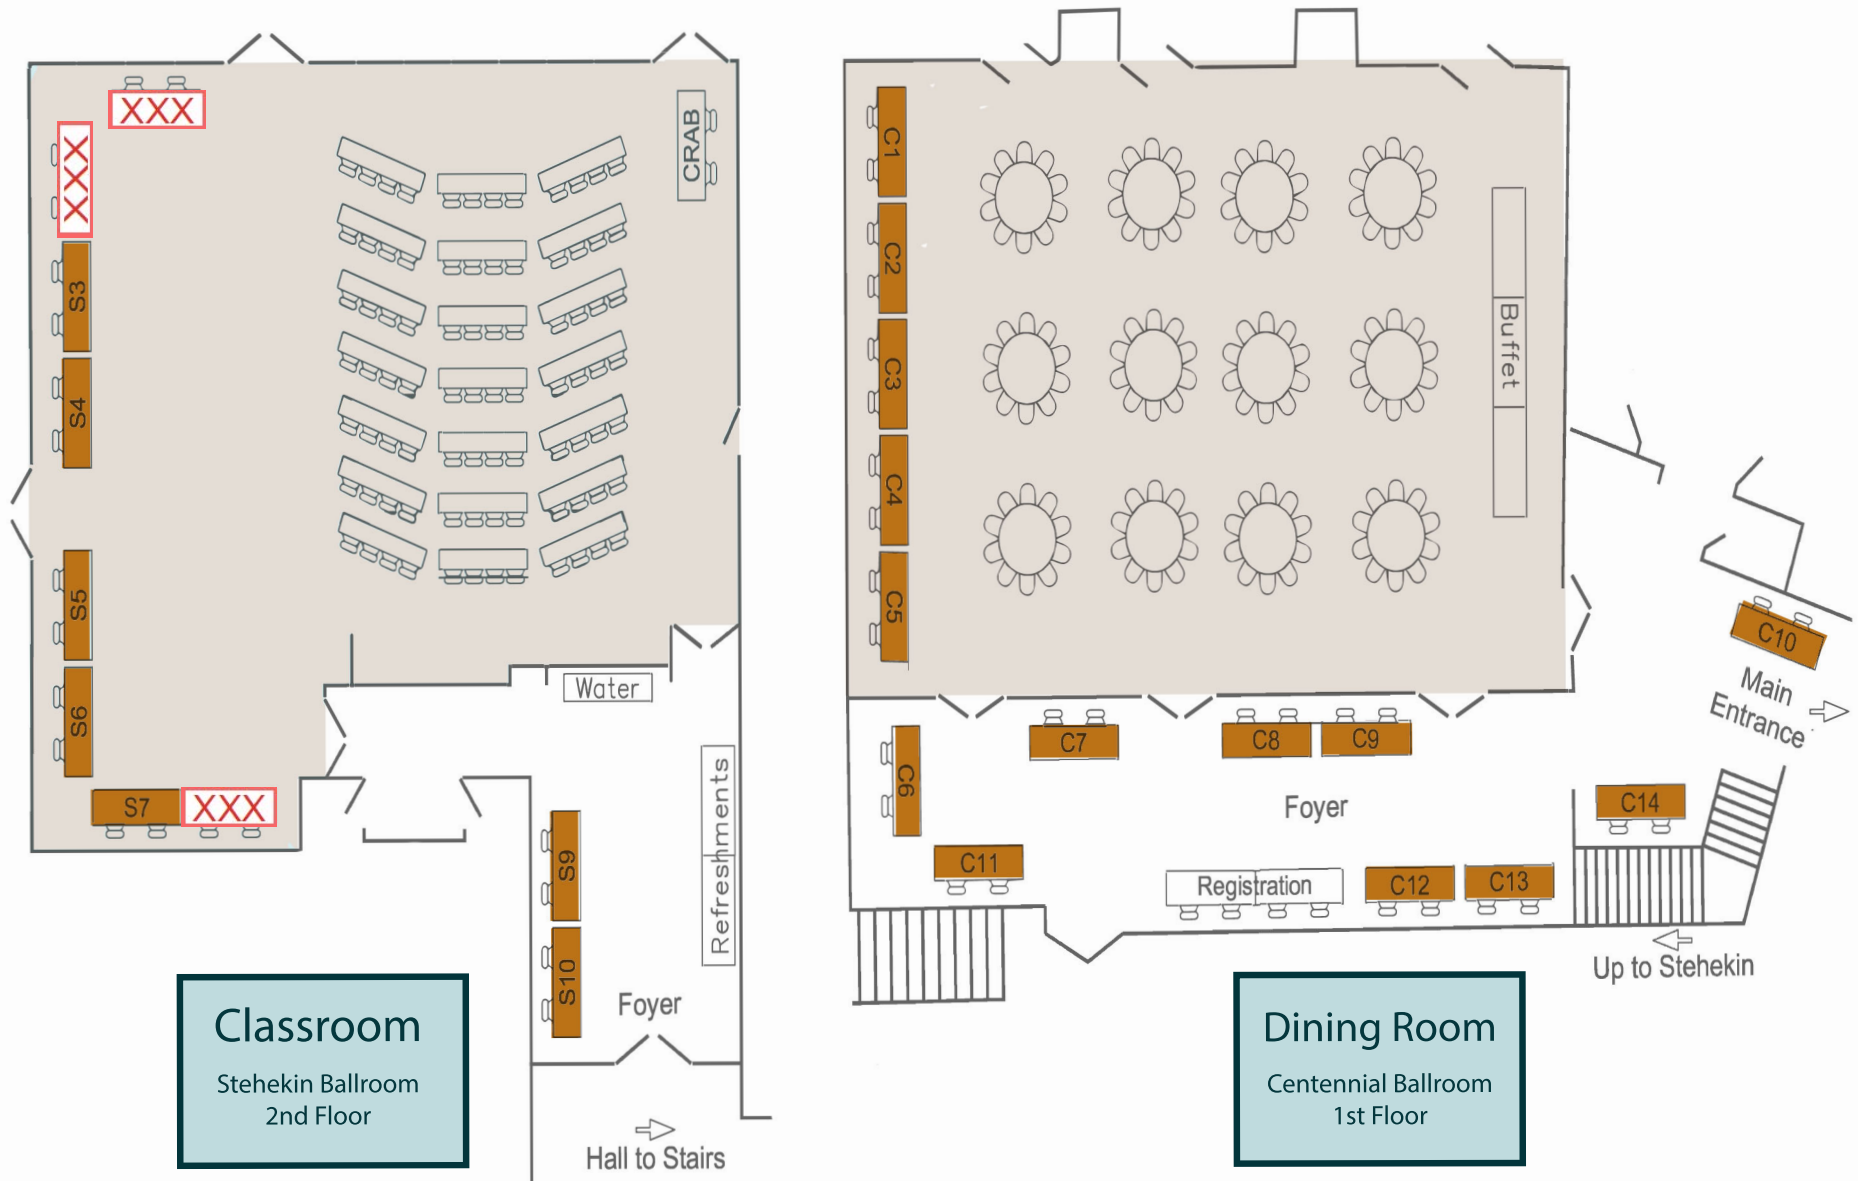 XXX
XXX
S3
S4
S5
S6
S7
XXX
CRAB
Water
Refreshments
S9
S10
Foyer
Hall to Stairs
Classroom
Stehekin Ballroom
2nd Floor
C1
C2
C3
C4
C5
Buffet
C10
Main
Entrance
C6
C7
C8
C9
Foyer
C14
C11
Registration
C12
C13
Up to Stehekin
Dining Room
Centennial Ballroom
1st Floor